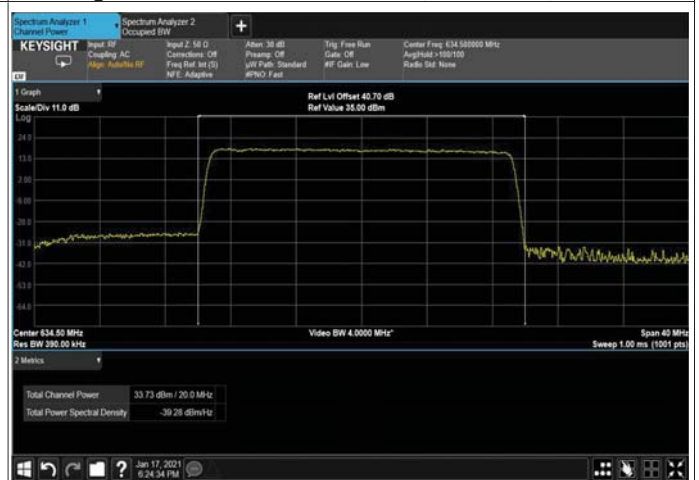 Spectrum Analyzer 1
Channel Power
Spectrum Analyzer 2
Occupied BW
KEYSIGHT
Input: RF
Coupling: AC
Align: Auto/No RF
Input Z: 50 Ω
Corrections: Off
Freq Ref: Int (S)
NFE: Adaptive
Atten: 30 dB
Preamp: Off
µW Path: Standard
#PNO: Fast
Trig: Free Run
Gate: Off
#IF Gain: Low
Center Freq: 634.500000 MHz
Avg|Hold:>100/100
Radio Std: None
1 Graph
Scale/Div 11.0 dB
Ref Lvl Offset 40.70 dB
Ref Value 35.00 dBm
Log
24.0
13.0
2.00
-9.00
-20.0
-31.0
-42.0
-53.0
-64.0
Center 634.50 MHz
Res BW 390.00 kHz
Video BW 4.0000 MHz*
Span 40 MHz
Sweep 1.00 ms (1001 pts)
2 Metrics
Total Channel Power 33.73 dBm / 20.0 MHz
Total Power Spectral Density -39.28 dBm/Hz
Jan 17, 2021
6:24:34 PM